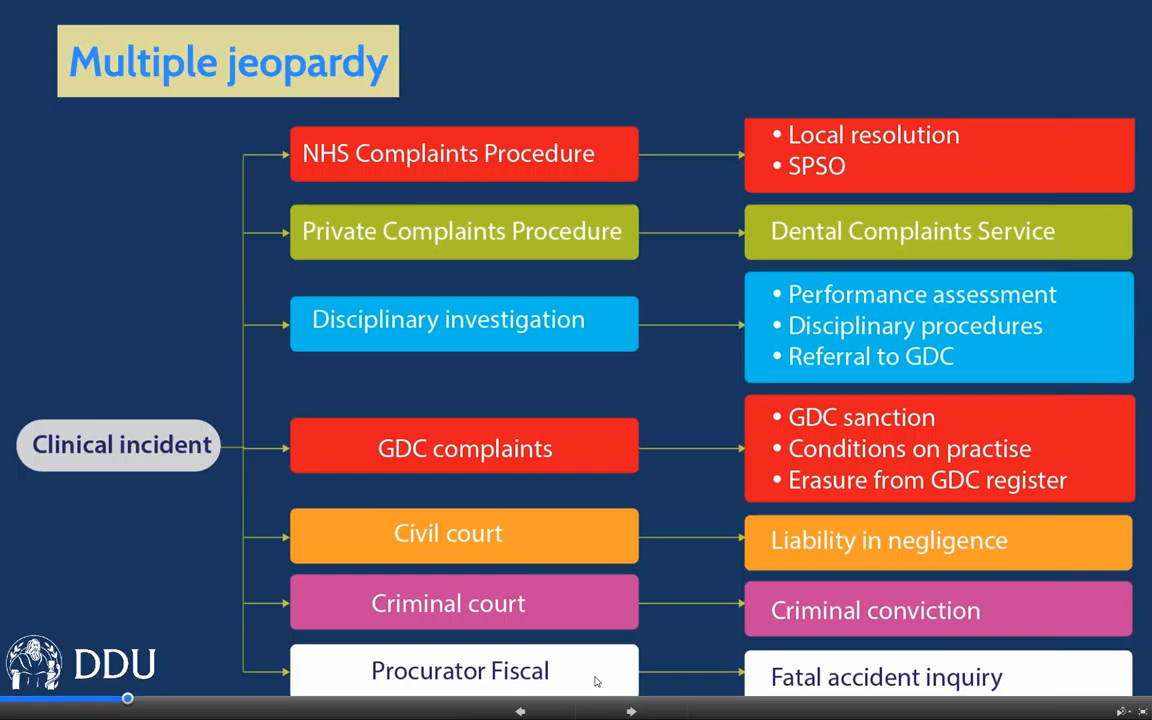 Multiple jeopardy
NHS Complaints Procedure
• Local resolution
• SPSO
Private Complaints Procedure
Dental Complaints Service
Disciplinary investigation
• Performance assessment
• Disciplinary procedures
• Referral to GDC
Clinical incident
GDC complaints
• GDC sanction
• Conditions on practise
• Erasure from GDC register
Civil court
Liability in negligence
Criminal court
Criminal conviction
Procurator Fiscal
Fatal accident inquiry
DDU